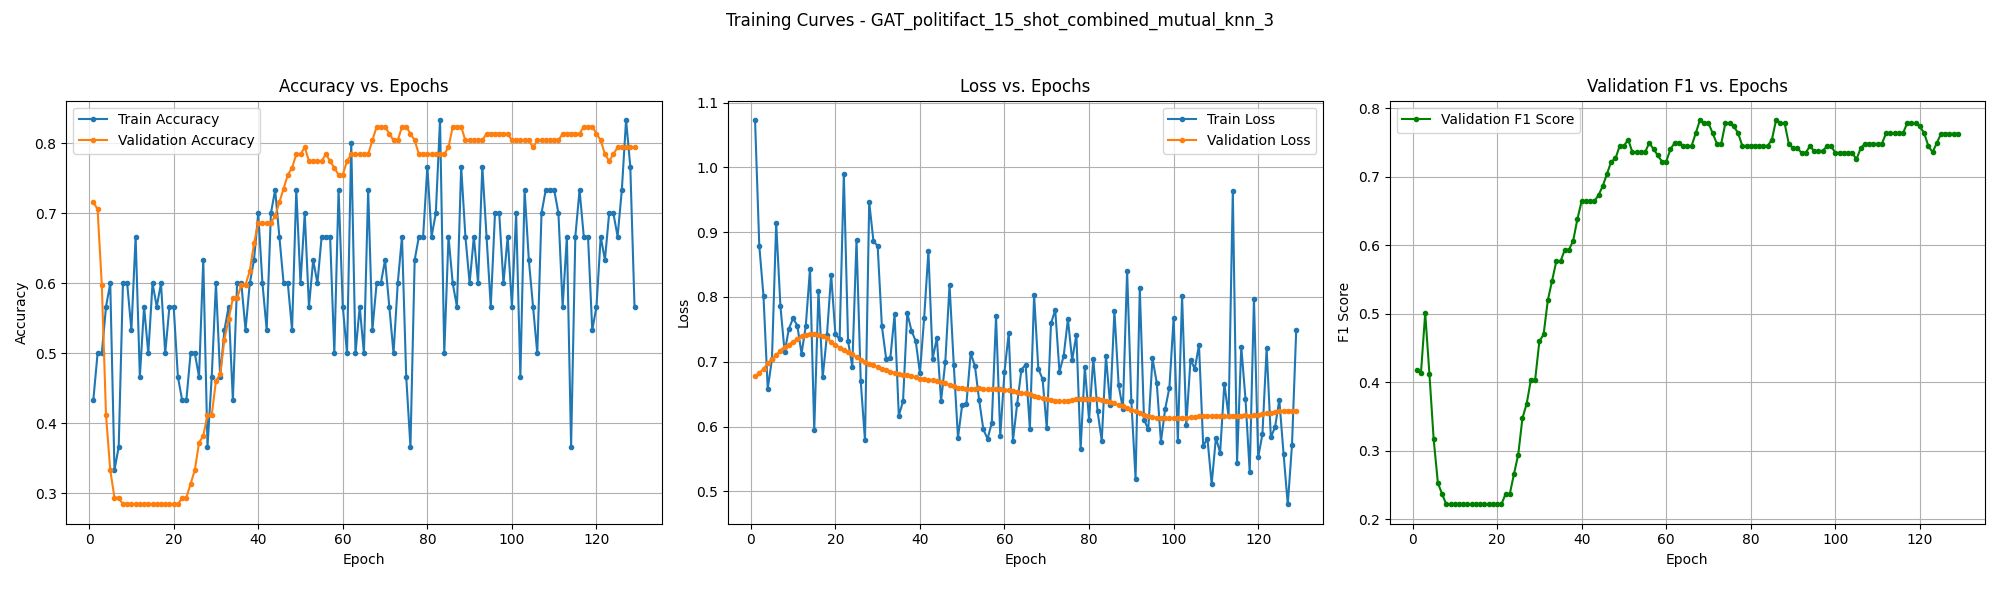 Training Curves - GAT_politifact_15_shot_combined_mutual_knn_3
Accuracy vs. Epochs
Train Accuracy
Validation Accuracy
Accuracy
0.8
0.7
0.6
0.5
0.4
0.3
0 20 40 60 80 100 120
Epoch
Loss vs. Epochs
Train Loss
Validation Loss
Loss
1.1
1.0
0.9
0.8
0.7
0.6
0.5
0 20 40 60 80 100 120
Epoch
Validation F1 vs. Epochs
Validation F1 Score
F1 Score
0.8
0.7
0.6
0.5
0.4
0.3
0.2
0 20 40 60 80 100 120
Epoch